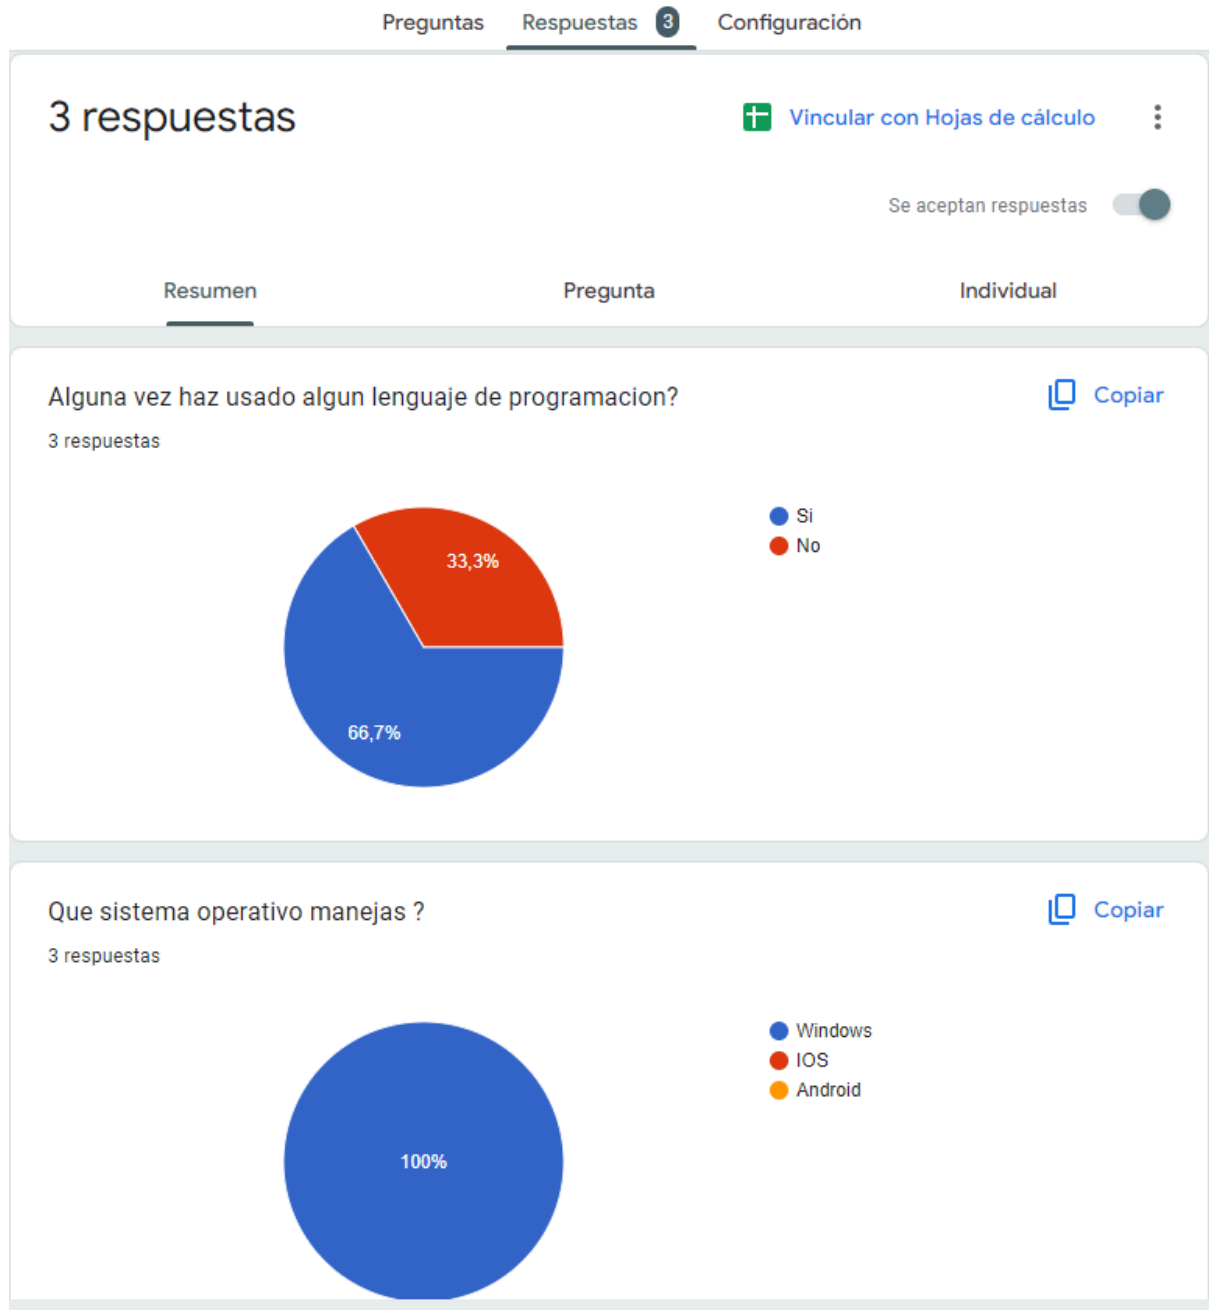 Preguntas Respuestas 3 Configuración
3 respuestas
Vincular con Hojas de cálculo
Se aceptan respuestas
Resumen Pregunta Individual
Alguna vez haz usado algun lenguaje de programacion?
Copiar
3 respuestas
Si
No
33,3%
66,7%
Que sistema operativo manejas ?
Copiar
3 respuestas
Windows
IOS
Android
100%